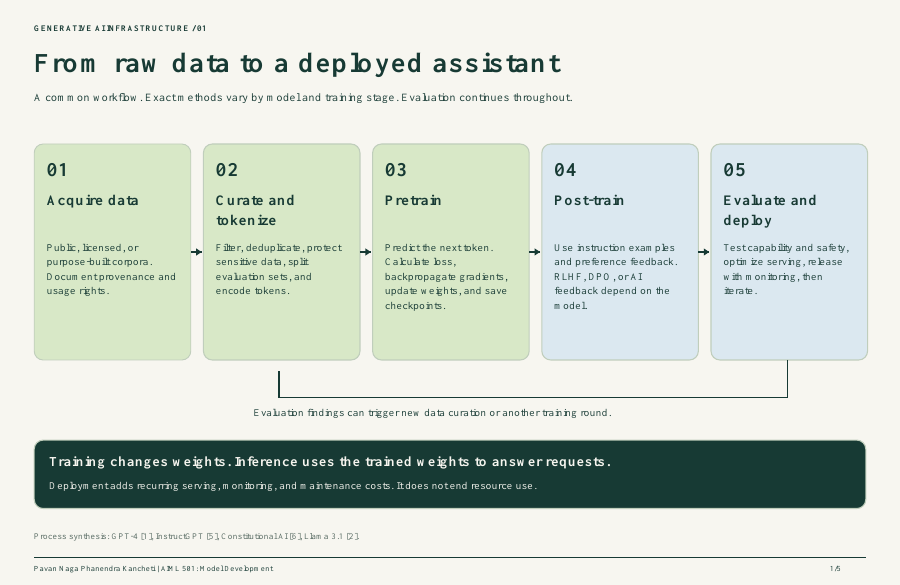 GENERATIVE AI INFRASTRUCTURE / 01
From raw data to a deployed assistant
A common workflow. Exact methods vary by model and training stage. Evaluation continues throughout.
01
Acquire data
Public, licensed, or
purpose-built corpora.
Document provenance and
usage rights.
02
Curate and
tokenize
Filter, deduplicate, protect
sensitive data, split
evaluation sets, and
encode tokens.
03
Pretrain
Predict the next token.
Calculate loss,
backpropagate gradients,
update weights, and save
checkpoints.
04
Post-train
Use instruction examples
and preference feedback.
RLHF, DPO, or AI
feedback depend on the
model.
05
Evaluate and
deploy
Test capability and safety,
optimize serving, release
with monitoring, then
iterate.
Evaluation findings can trigger new data curation or another training round.
Training changes weights. Inference uses the trained weights to answer requests.
Deployment adds recurring serving, monitoring, and maintenance costs. It does not end resource use.
Process synthesis: GPT-4 [1], InstructGPT [5], Constitutional AI [6], Llama 3.1 [2].
Pavan Naga Phanendra Kancheti | AIML 501: Model Development
1/5